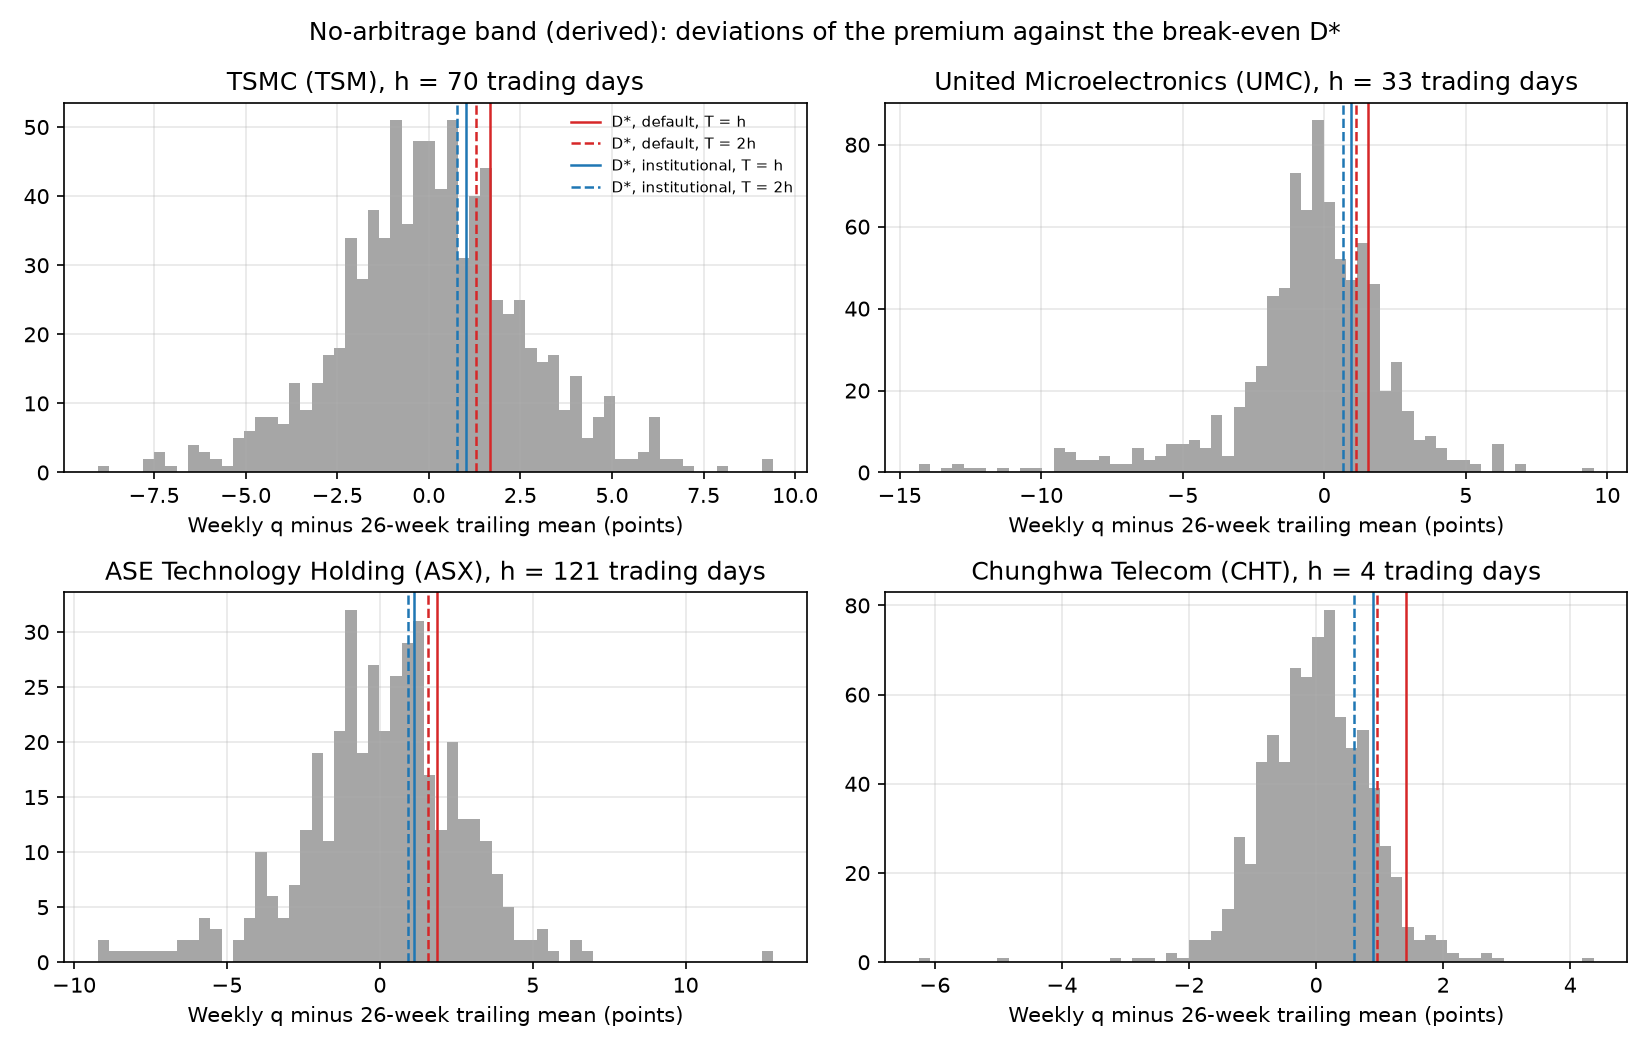 No-arbitrage band (derived): deviations of the premium against the break-even D*
TSMC (TSM), h = 70 trading days
50
40
30
20
10
0
−7.5 −5.0 −2.5 0.0 2.5 5.0 7.5 10.0
Weekly q minus 26-week trailing mean (points)
D*, default, T = h
D*, default, T = 2h
D*, institutional, T = h
D*, institutional, T = 2h
United Microelectronics (UMC), h = 33 trading days
80
60
40
20
0
−15 −10 −5 0 5 10
Weekly q minus 26-week trailing mean (points)
ASE Technology Holding (ASX), h = 121 trading days
30
25
20
15
10
5
0
−10 −5 0 5 10
Weekly q minus 26-week trailing mean (points)
Chunghwa Telecom (CHT), h = 4 trading days
80
60
40
20
0
−6 −4 −2 0 2 4
Weekly q minus 26-week trailing mean (points)